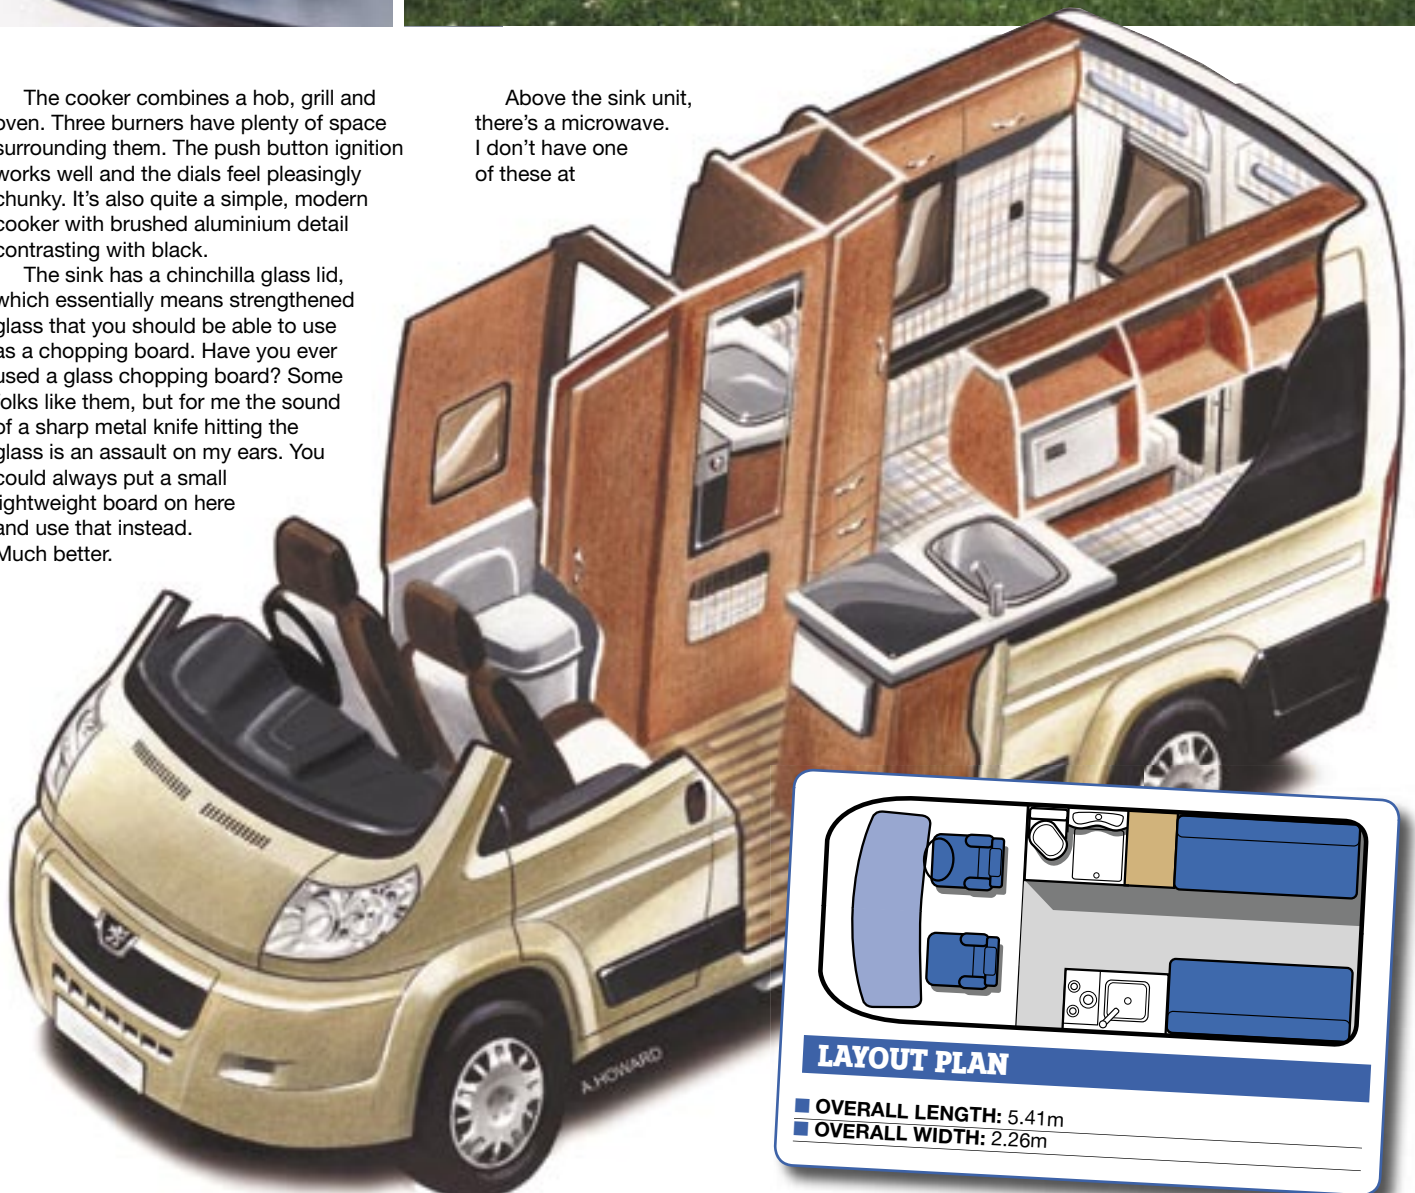 The cooker combines a hob, grill and
oven. Three burners have plenty of space
surrounding them. The push button ignition
works well and the dials feel pleasingly
chunky. It’s also quite a simple, modern
cooker with brushed aluminium detail
contrasting with black.
The sink has a chinchilla glass lid,
which essentially means strengthened
glass that you should be able to use
as a chopping board. Have you ever
used a glass chopping board? Some
folks like them, but for me the sound
of a sharp metal knife hitting the
glass is an assault on my ears. You
could always put a small
lightweight board on here
and use that instead.
Much better.
Above the sink unit,
there’s a microwave.
I don’t have one
of these at
A.HOWARD
LAYOUT PLAN
OVERALL LENGTH: 5.41m
OVERALL WIDTH: 2.26m